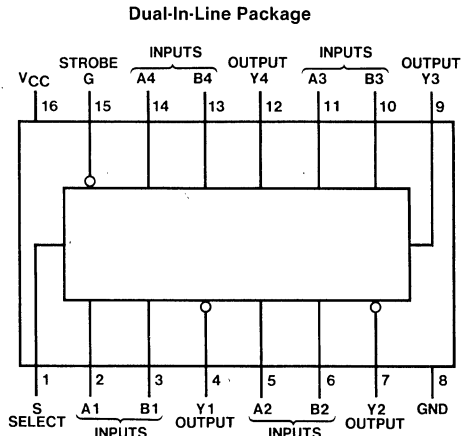 Dual-In-Line Package
INPUTS INPUTS
STROBE OUTPUT OUTPUT
VCC G A4 B4 Y4 A3 B3 Y3
16 15 14 13 12 11 10 9
1 2 3 4 5 6 7 8
S A1 B1 Y1 A2 B2 Y2 GND
SELECT OUTPUT OUTPUT
INPUTS INPUTS